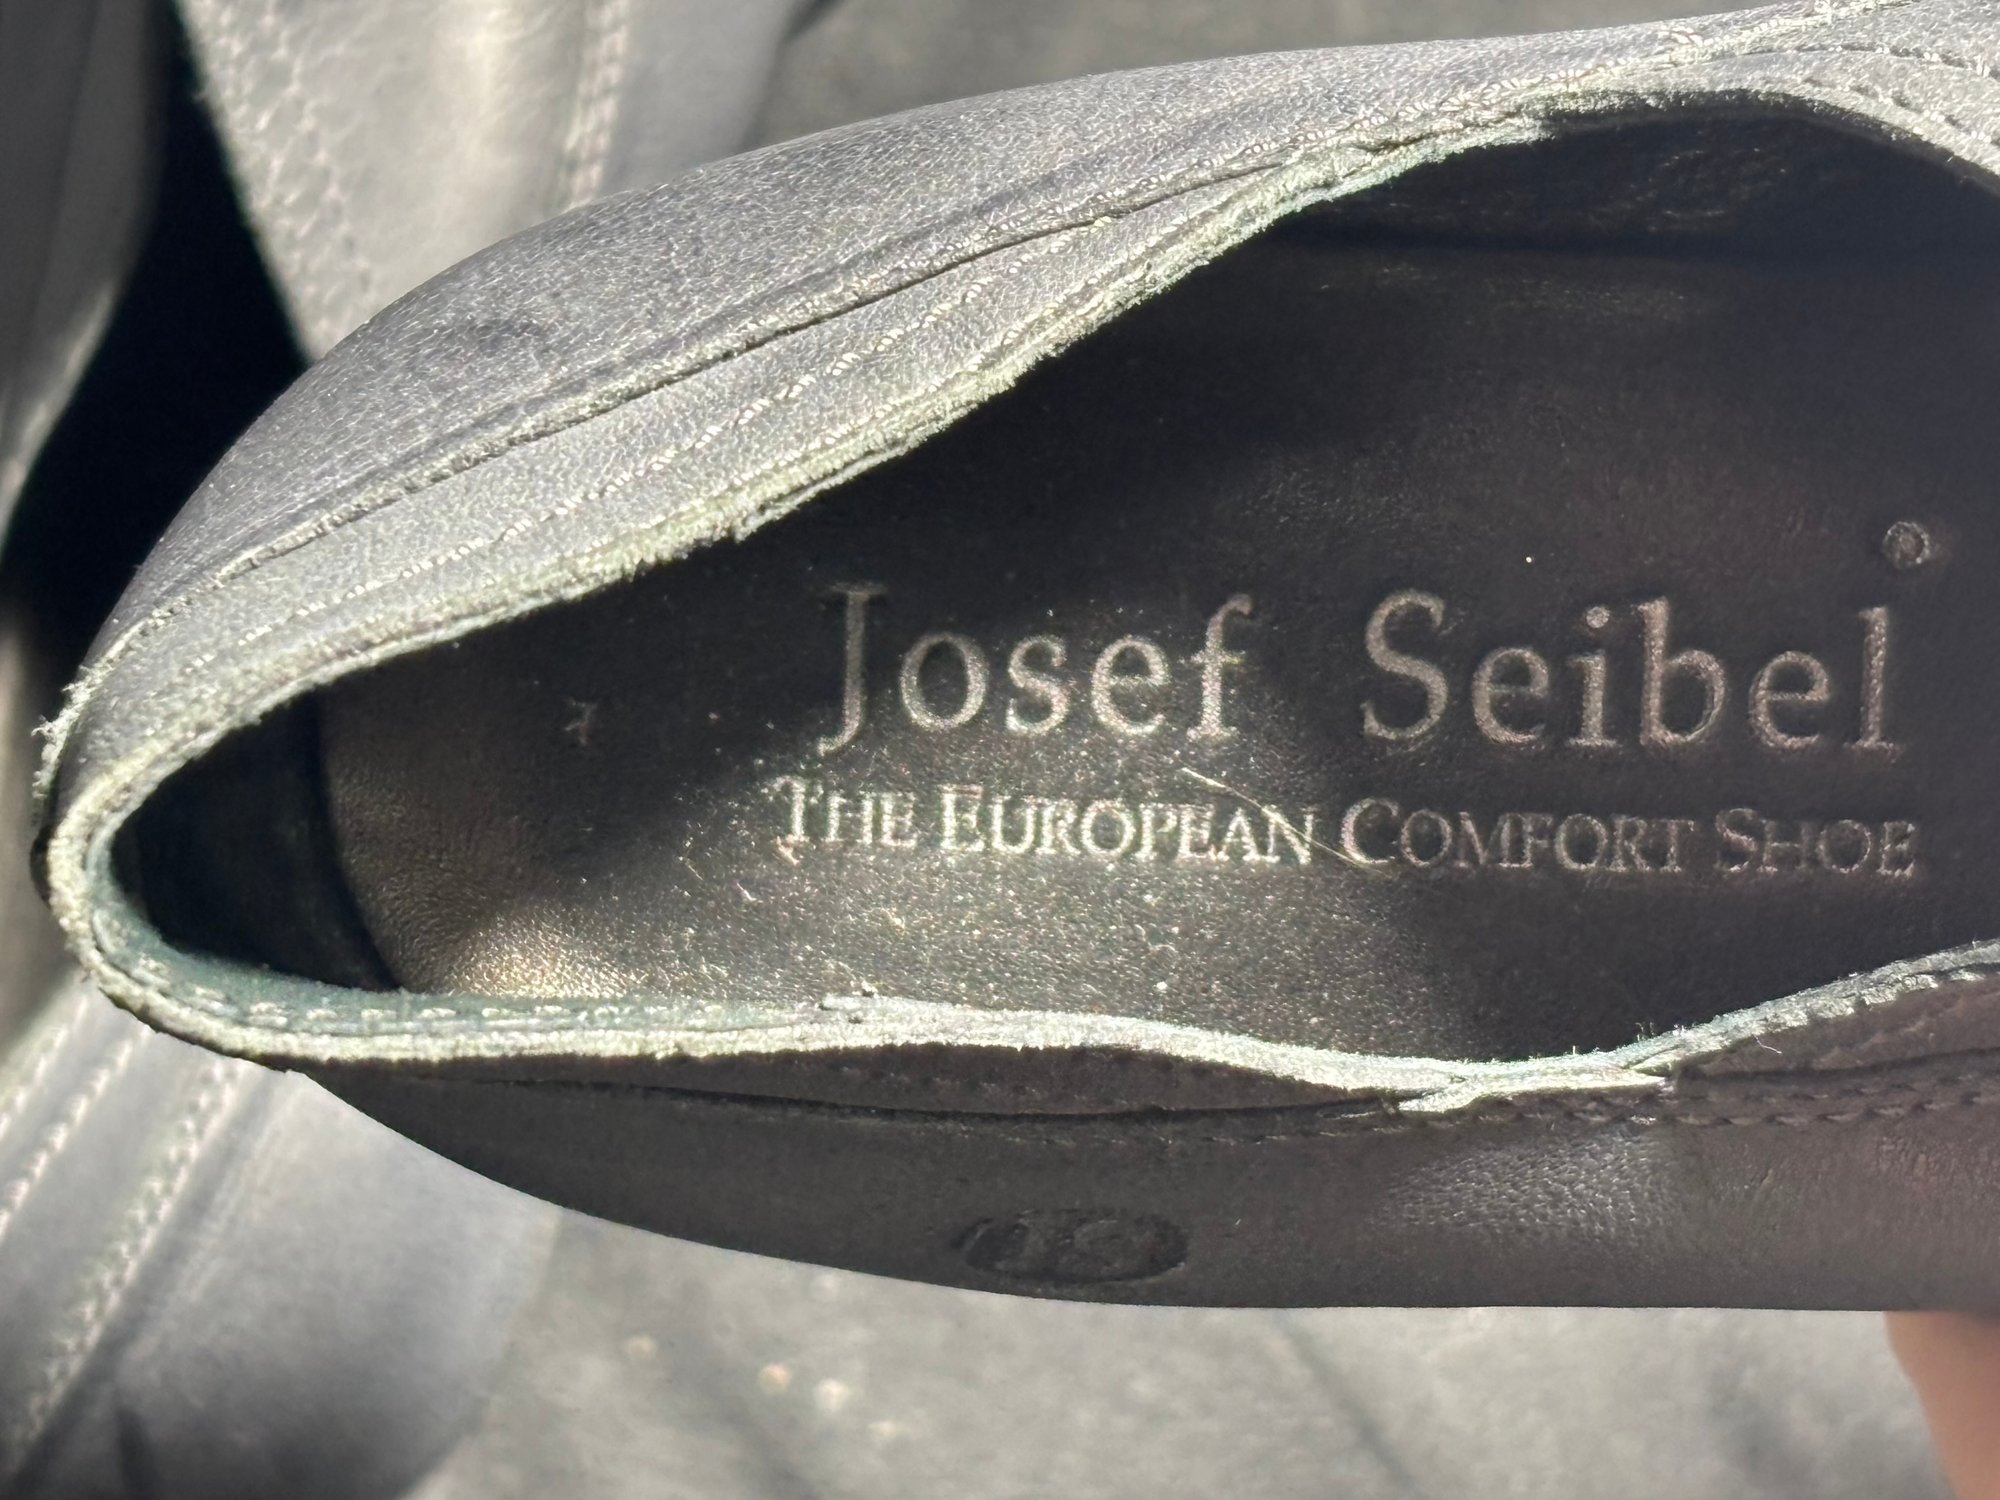 Josef Seibel
THE EUROPEAN COMFORT SHOE